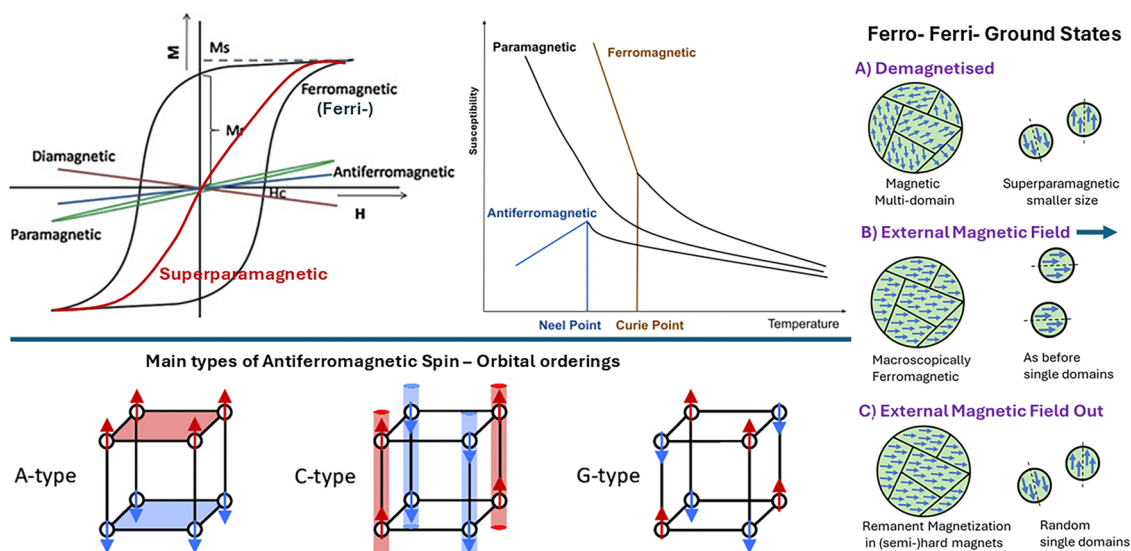 M
Ms
Ferromagnetic
(Ferri-)
Mr
Diamagnetic
Antiferromagnetic
Hc
H
Paramagnetic
Superparamagnetic
Susceptibility
Paramagnetic
Ferromagnetic
Antiferromagnetic
Neel Point
Curie Point
Temperature
Main types of Antiferromagnetic Spin – Orbital orderings
A-type
C-type
G-type
Ferro- Ferri- Ground States
A) Demagnetised
Magnetic
Multi-domain
Superparamagnetic
smaller size
B) External Magnetic Field
Macroscopically
Ferromagnetic
As before
single domains
C) External Magnetic Field Out
Remanent Magnetization
in (semi-)hard magnets
Random
single domains